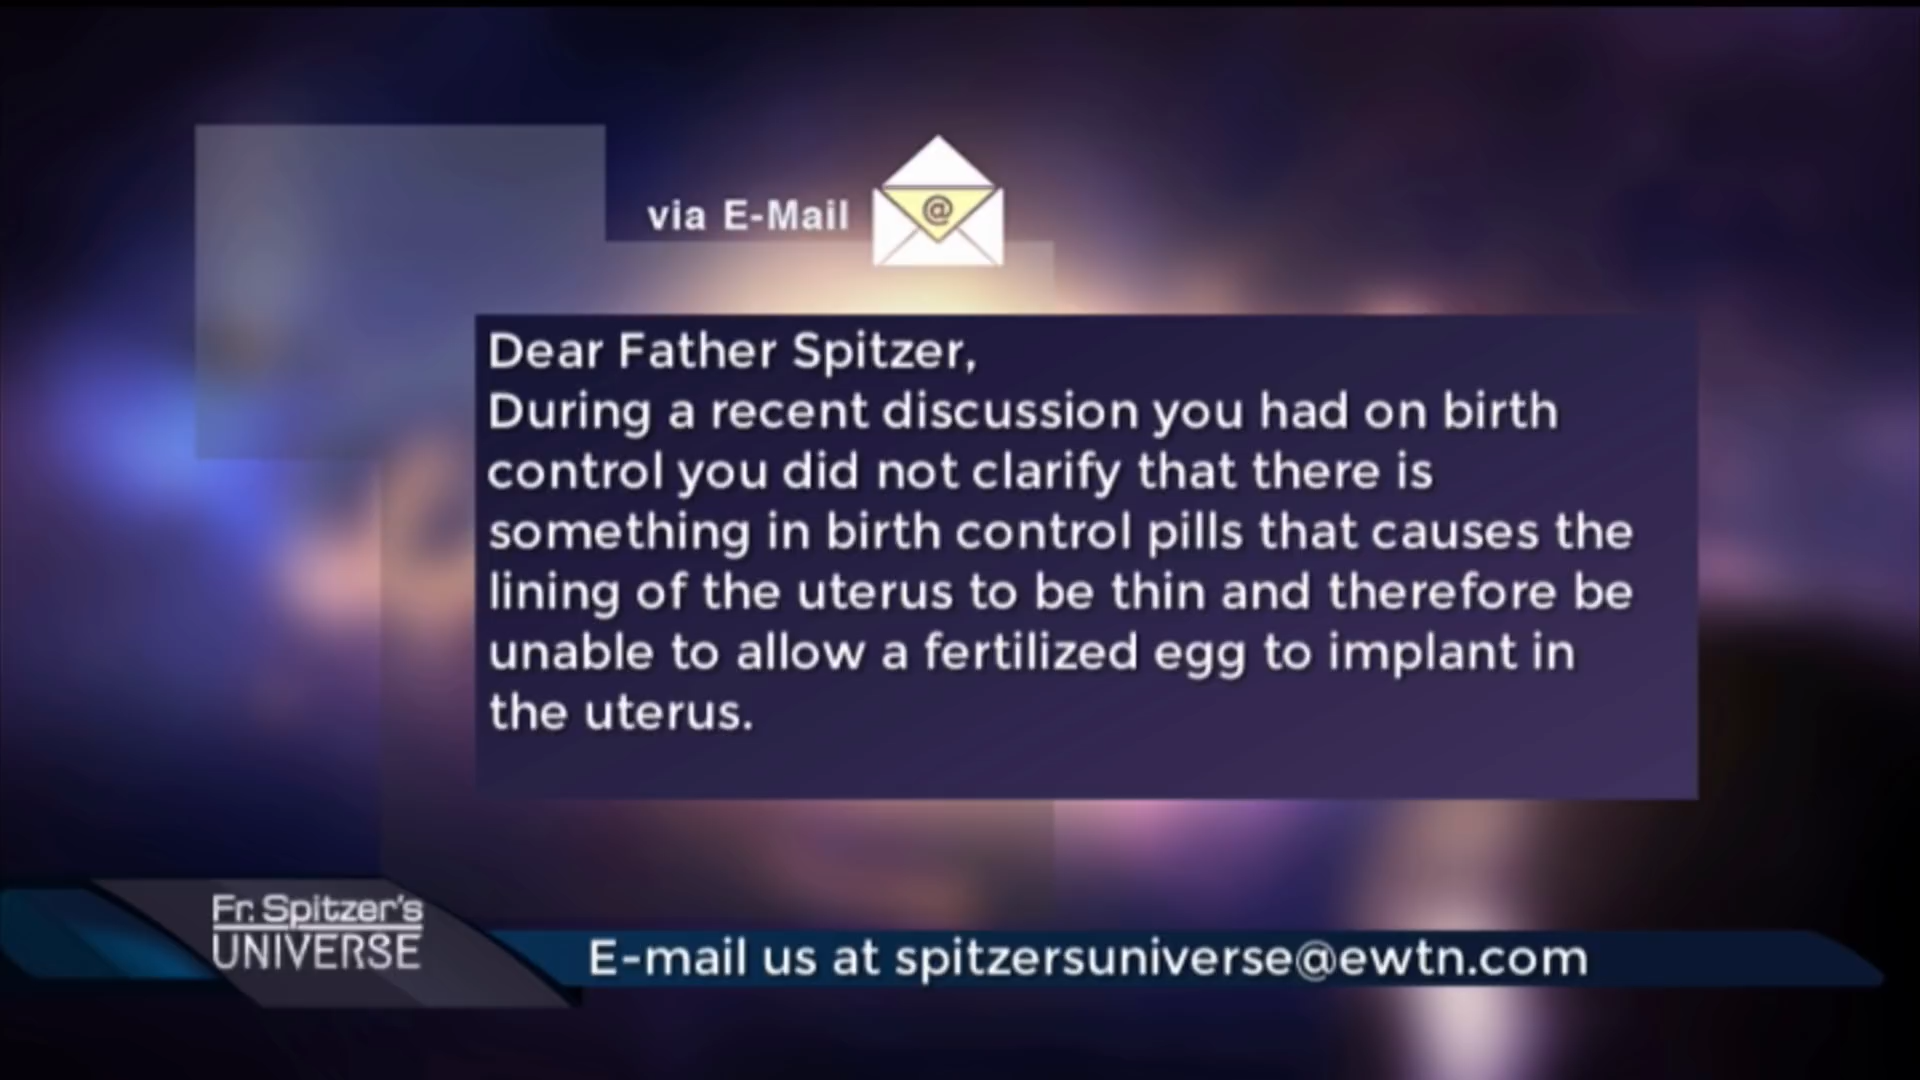 via E-Mail
@
Dear Father Spitzer,
During a recent discussion you had on birth
control you did not clarify that there is
something in birth control pills that causes the
lining of the uterus to be thin and therefore be
unable to allow a fertilized egg to implant in
the uterus.
Fr. Spitzer's
UNIVERSE
E-mail us at spitzersuniverse@ewtn.com